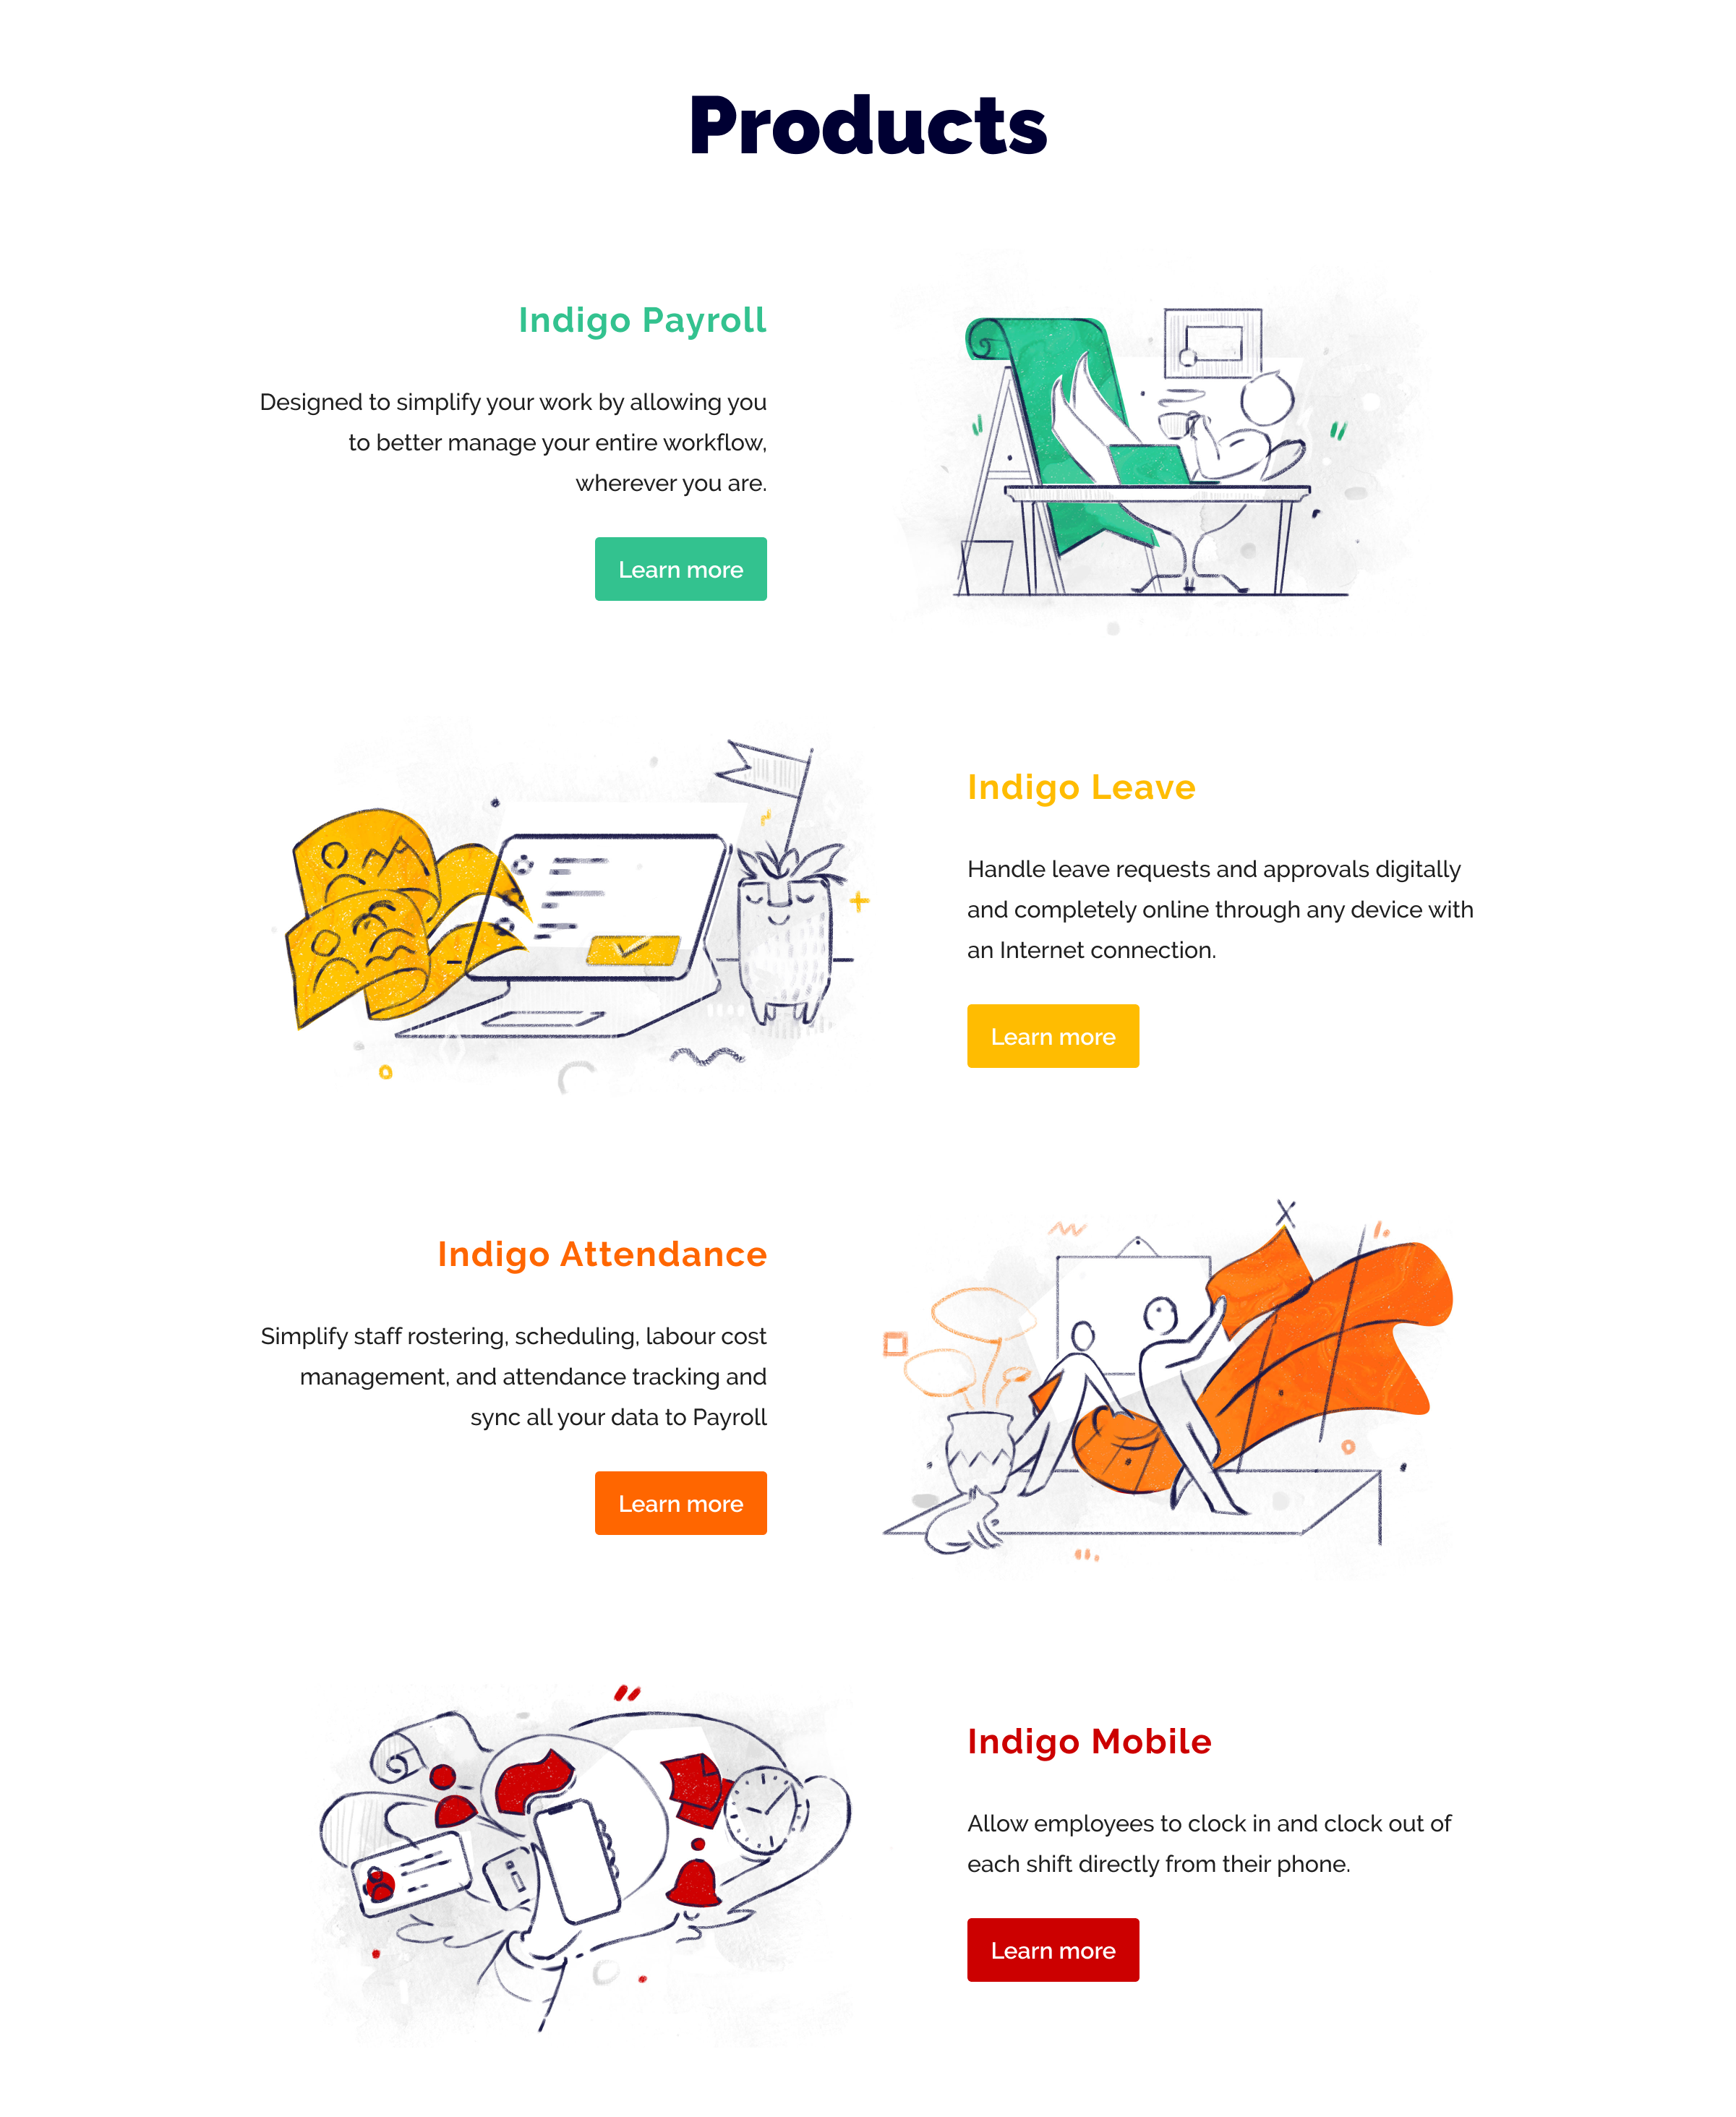 Products
Indigo Payroll
Designed to simplify your work by allowing you
to better manage your entire workflow,
wherever you are.
Learn more
Indigo Leave
Handle leave requests and approvals digitally
and completely online through any device with
an Internet connection.
Learn more
Indigo Attendance
Simplify staff rostering, scheduling, labour cost
management, and attendance tracking and
sync all your data to Payroll
Learn more
Indigo Mobile
Allow employees to clock in and clock out of
each shift directly from their phone.
Learn more